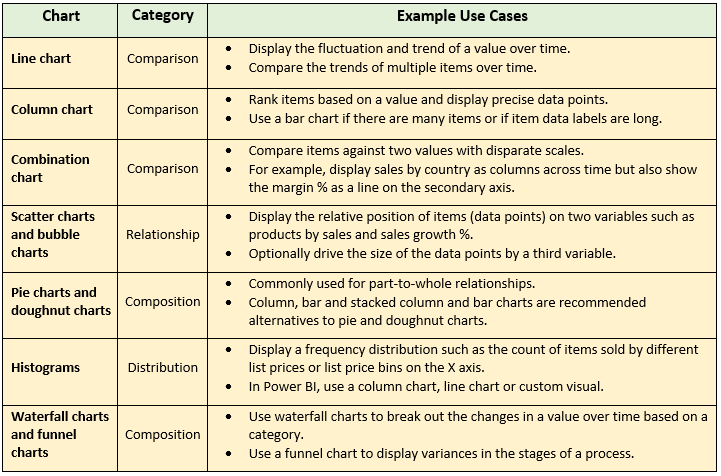 Chart Category Example Use Cases
Line chart Comparison
• Display the fluctuation and trend of a value over time.
• Compare the trends of multiple items over time.
Column chart Comparison
• Rank items based on a value and display precise data points.
• Use a bar chart if there are many items or if item data labels are long.
Combination
chart
Comparison
• Compare items against two values with disparate scales.
• For example, display sales by country as columns across time but also show
the margin % as a line on the secondary axis.
Scatter charts
and bubble
charts
Relationship
• Display the relative position of items (data points) on two variables such as
products by sales and sales growth %.
• Optionally drive the size of the data points by a third variable.
Pie charts and
doughnut charts
Composition
• Commonly used for part-to-whole relationships.
• Column, bar and stacked column and bar charts are recommended
alternatives to pie and doughnut charts.
Histograms Distribution
• Display a frequency distribution such as the count of items sold by different
list prices or list price bins on the X axis.
• In Power BI, use a column chart, line chart or custom visual.
Waterfall charts
and funnel
charts
Composition
• Use waterfall charts to break out the changes in a value over time based on a
category.
• Use a funnel chart to display variances in the stages of a process.